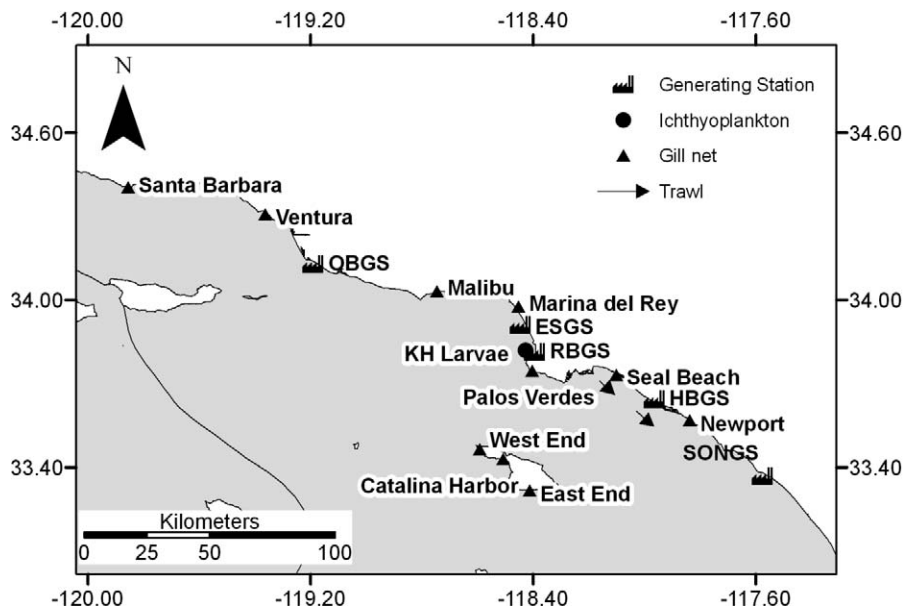 -120.00 -119.20 -118.40 -117.60
N
Generating Station
34.60 34.60
Ichthyoplankton
Gill net
Trawl
Santa Barbara
Ventura
OBGS
Malibu
34.00 34.00
Marina del Rey
ESGS
KH Larvae RBGS
Seal Beach
Palos Verdes HBGS
Newport
West End
SONGS
33.40 33.40
Catalina Harbor East End
Kilometers
0 25 50 100
-120.00 -119.20 -118.40 -117.60